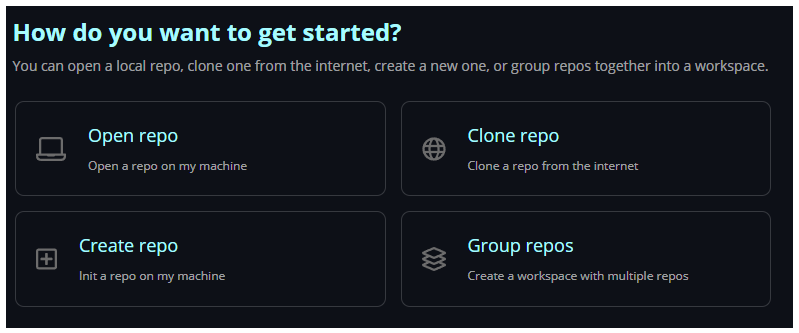 How do you want to get started?
You can open a local repo, clone one from the internet, create a new one, or group repos together into a workspace.
Open repo
Open a repo on my machine
Clone repo
Clone a repo from the internet
Create repo
Init a repo on my machine
Group repos
Create a workspace with multiple repos